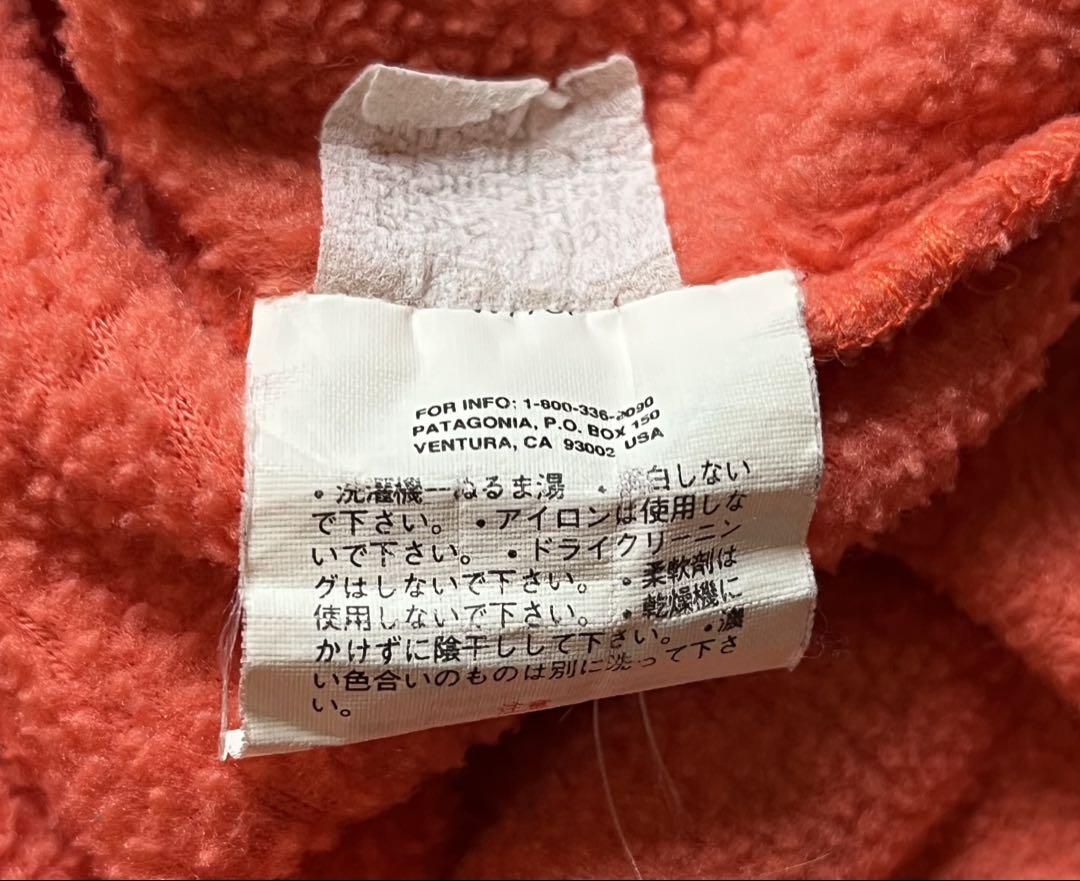 FOR INFO: 1-800-336-9090
PATAGONIA, P.O. BOX 150
VENTURA, CA 93002 USA
・洗濯機―ぬるま湯 ・漂白しない
で下さい。 ・アイロンは使用しな
いで下さい。 ・ドライクリーニン
グはしないで下さい。 ・柔軟剤は
使用しないで下さい。 ・乾燥機に
かけずに陰干しして下さい。 ・濃
い色合いのものは別に洗って下さ
い。
注意